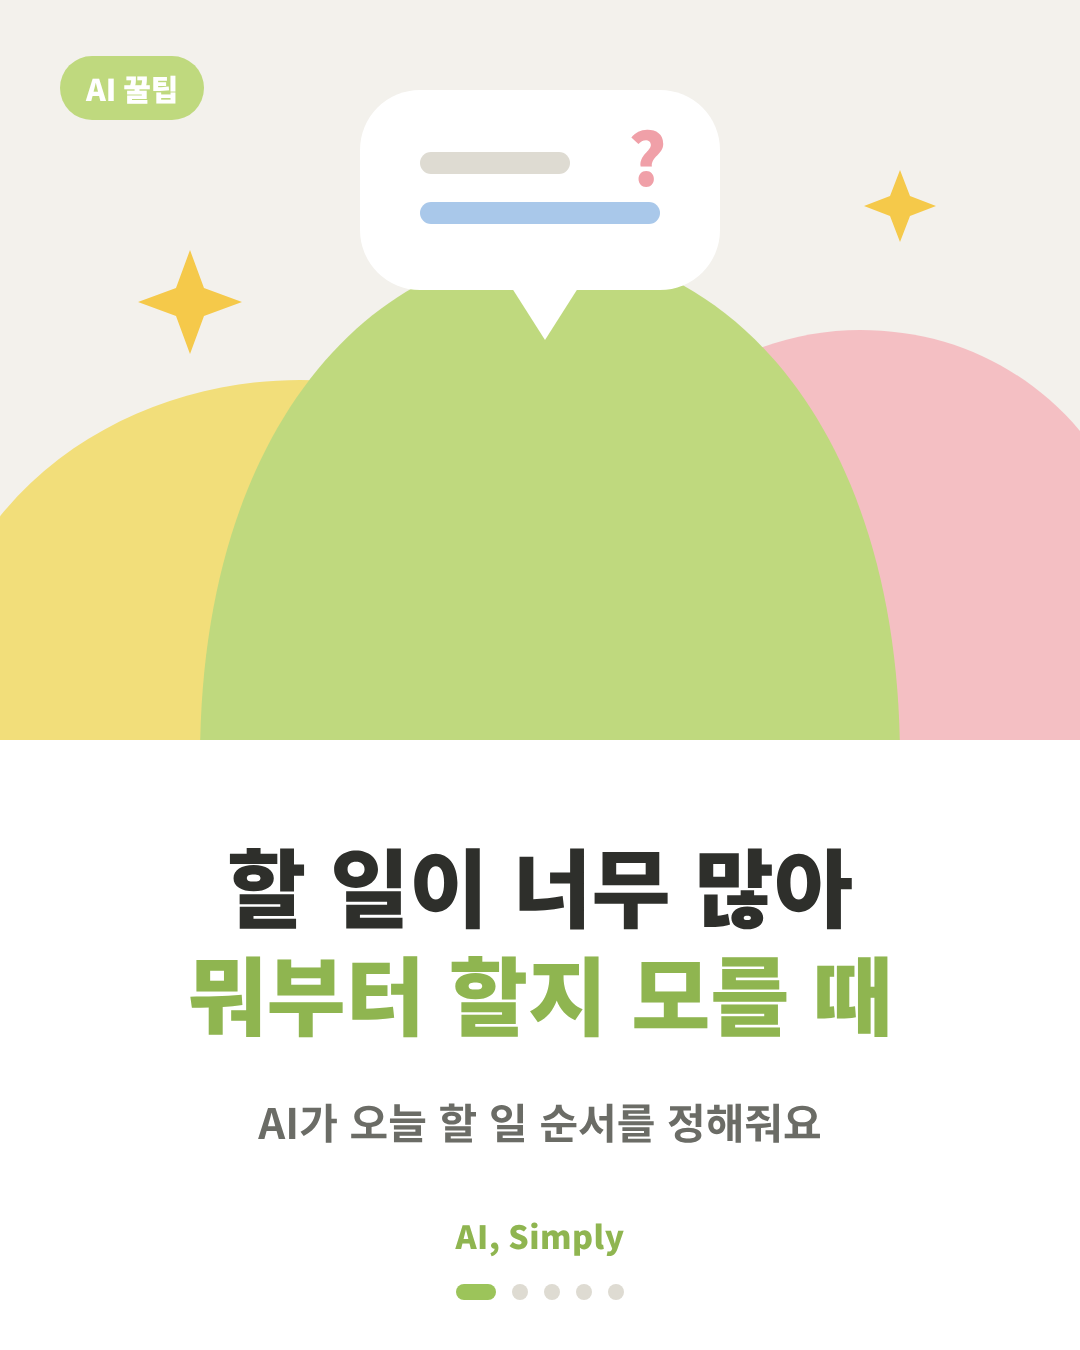 AI 꿀팁
?
할 일이 너무 많아
뭐부터 할지 모를 때
AI가 오늘 할 일 순서를 정해줘요
AI, Simply